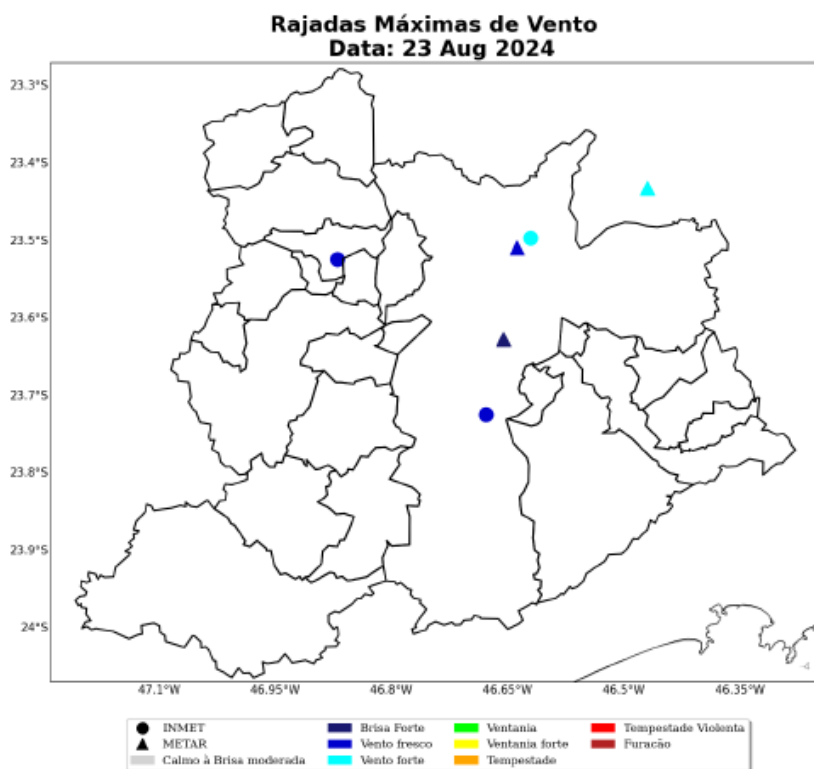 Rajadas Máximas de Vento
Data: 23 Aug 2024
23.3°S
23.4°S
23.5°S
23.6°S
23.7°S
23.8°S
23.9°S
24°S
-4
47.1°W 46.95°W 46.8°W 46.65°W 46.5°W 46.35°W
INMET Brisa Forte Ventania Tempestade Violenta
METAR Vento fresco Ventania forte Furacão
Calmo à Brisa moderada Vento forte Tempestade